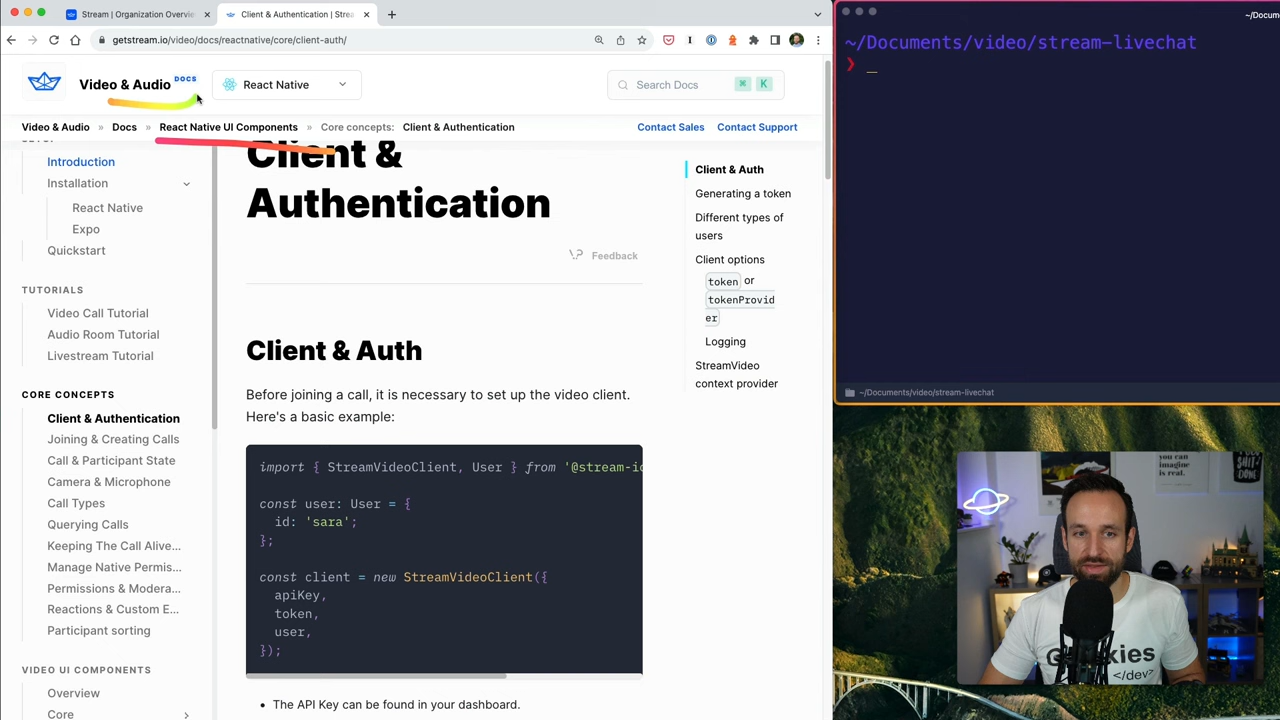 Stream | Organization Overvie
Client & Authentication | Strea
getstream.io/video/docs/reactnative/core/client-auth/
Video & Audio DOCS
React Native
Search Docs
⌘ K
Video & Audio » Docs » React Native UI Components » Core concepts: Client & Authentication
Contact Sales Contact Support
Introduction
Installation
React Native
Expo
Quickstart
TUTORIALS
Video Call Tutorial
Audio Room Tutorial
Livestream Tutorial
CORE CONCEPTS
Client & Authentication
Joining & Creating Calls
Call & Participant State
Camera & Microphone
Call Types
Querying Calls
Keeping The Call Alive...
Manage Native Permis...
Permissions & Modera...
Reactions & Custom E...
Participant sorting
VIDEO UI COMPONENTS
Overview
Core
Client &
Authentication
Feedback
Client & Auth
Before joining a call, it is necessary to set up the video client.
Here's a basic example:
import { StreamVideoClient, User } from '@stream-io
const user: User = {
id: 'sara';
};
const client = new StreamVideoClient({
apiKey,
token,
user,
});
• The API Key can be found in your dashboard.
Client & Auth
Generating a token
Different types of
users
Client options
token or
tokenProvid
er
Logging
StreamVideo
context provider
~/Docum
~/Documents/video/stream-livechat
❯ _
~/Documents/video/stream-livechat
you can
imagine
is real.
</dev>